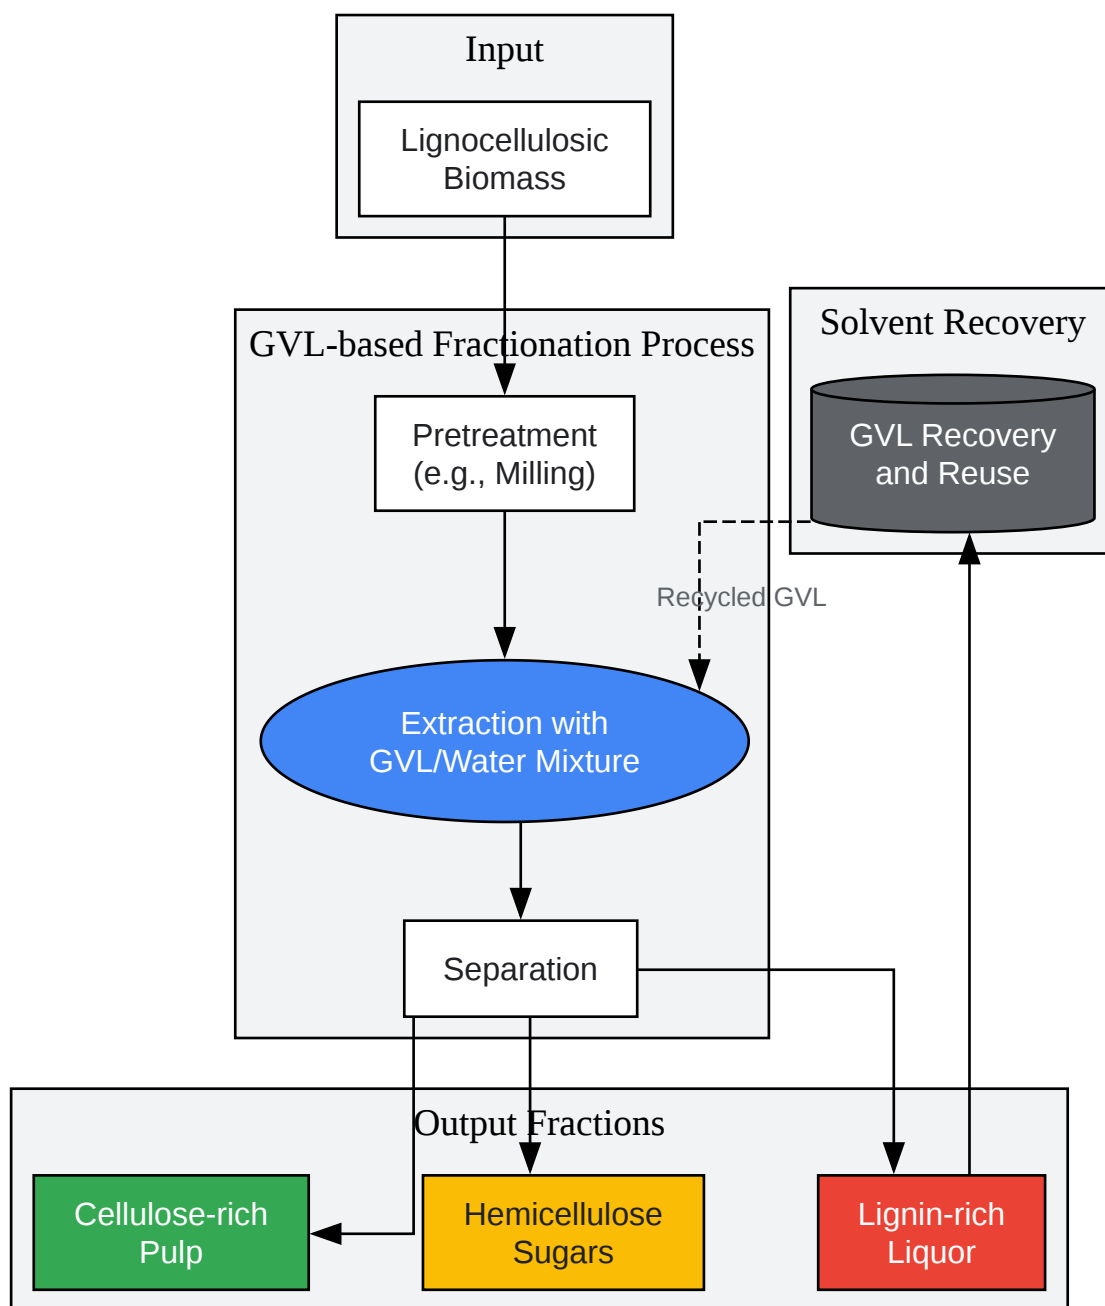 Input
Lignocellulosic
Biomass
Solvent Recovery
GVL Recovery
and Reuse
GVL-based Fractionation Process
Pretreatment
(e.g., Milling)
Recycled GVL
Extraction with
GVL/Water Mixture
Separation
Output Fractions
Cellulose-rich
Pulp
Hemicellulose
Sugars
Lignin-rich
Liquor